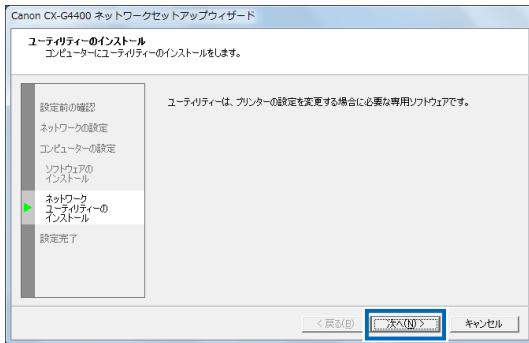 Canon CX-G4400 ネットワークセットアップウィザード
ユーティリティーのインストール
コンピューターにユーティリティーのインストールをします。
設定前の確認
ネットワークの設定
コンピューターの設定
ソフトウェアの
インストール
ネットワーク
ユーティリティーの
インストール
設定完了
ユーティリティーは、プリンターの設定を変更する場合に必要な専用ソフトウェアです。
< 戻る(B)
次へ(N) >
キャンセル